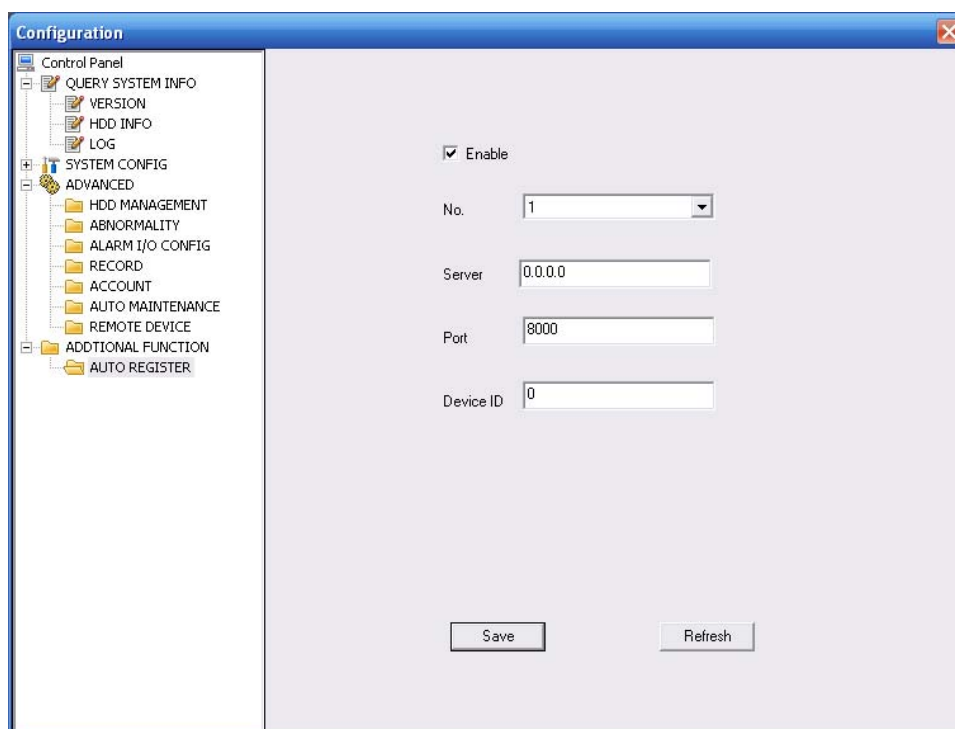 Configuration
Control Panel
QUERY SYSTEM INFO
VERSION
HDD INFO
LOG
SYSTEM CONFIG
ADVANCED
HDD MANAGEMENT
ABNORMALITY
ALARM I/O CONFIG
RECORD
ACCOUNT
AUTO MAINTENANCE
REMOTE DEVICE
ADDTIONAL FUNCTION
AUTO REGISTER
Enable
No. 1
Server 0.0.0.0
Port 8000
Device ID 0
Save Refresh